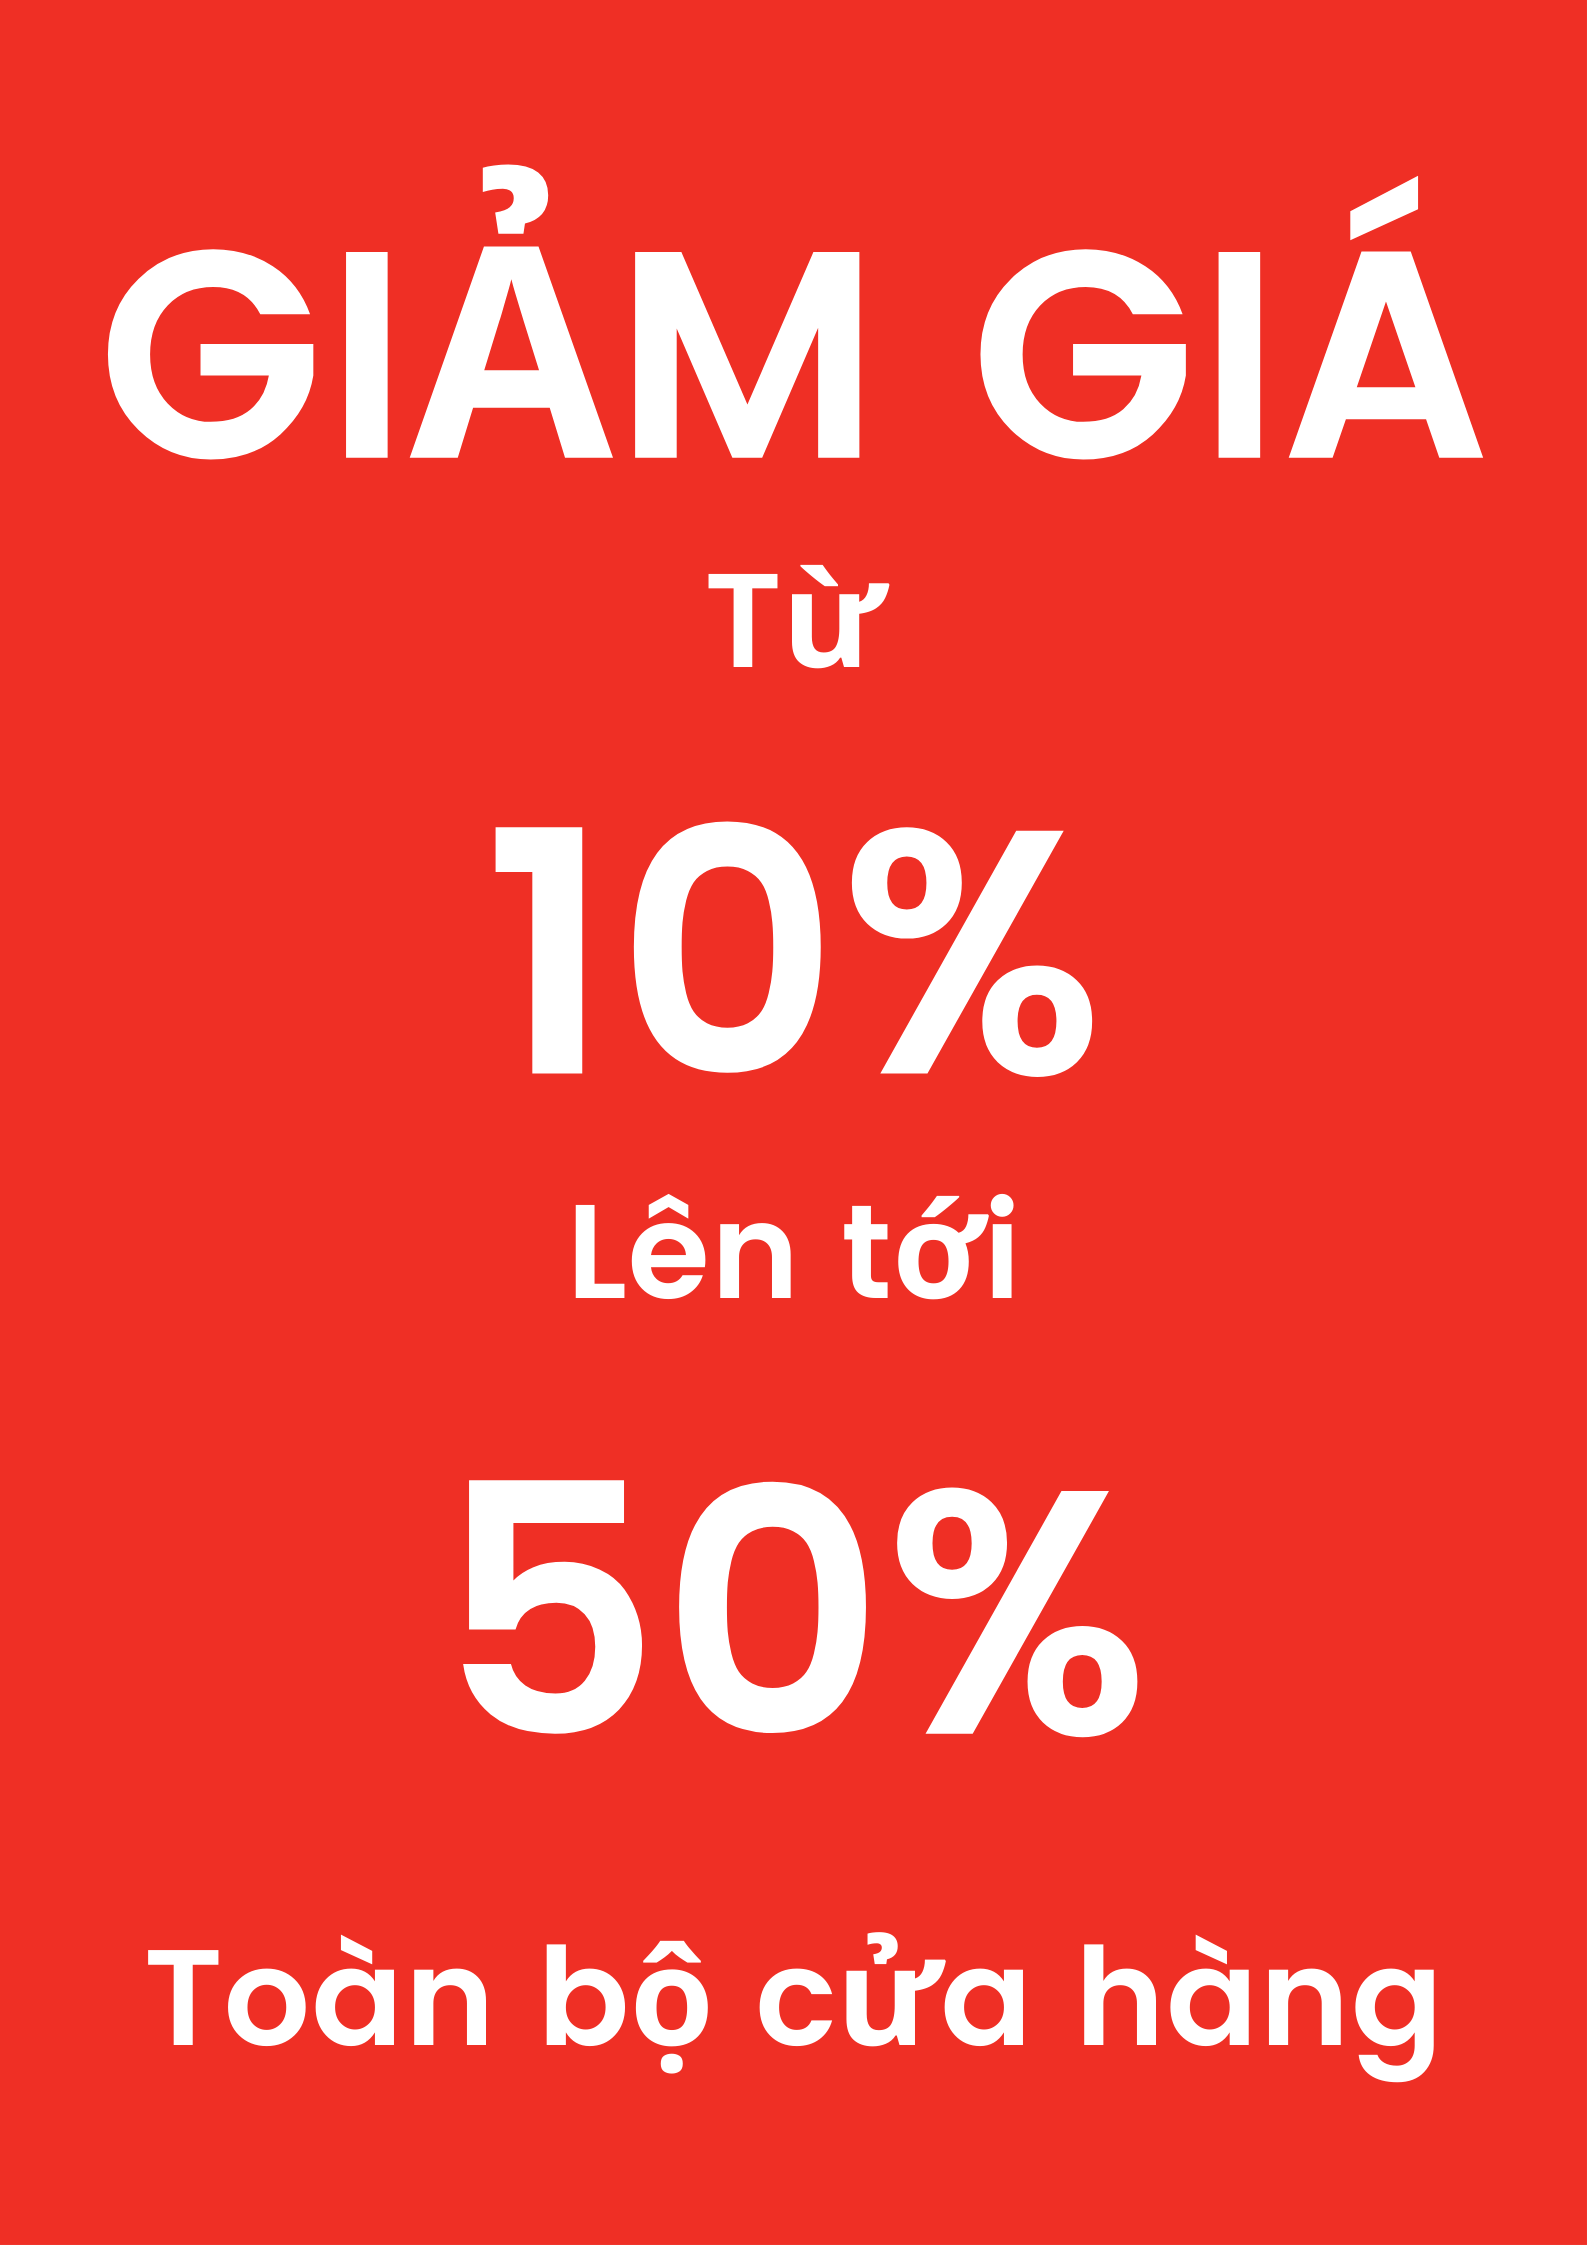 GIẢM GIÁ
Từ
10%
Lên tới
50%
Toàn bộ cửa hàng